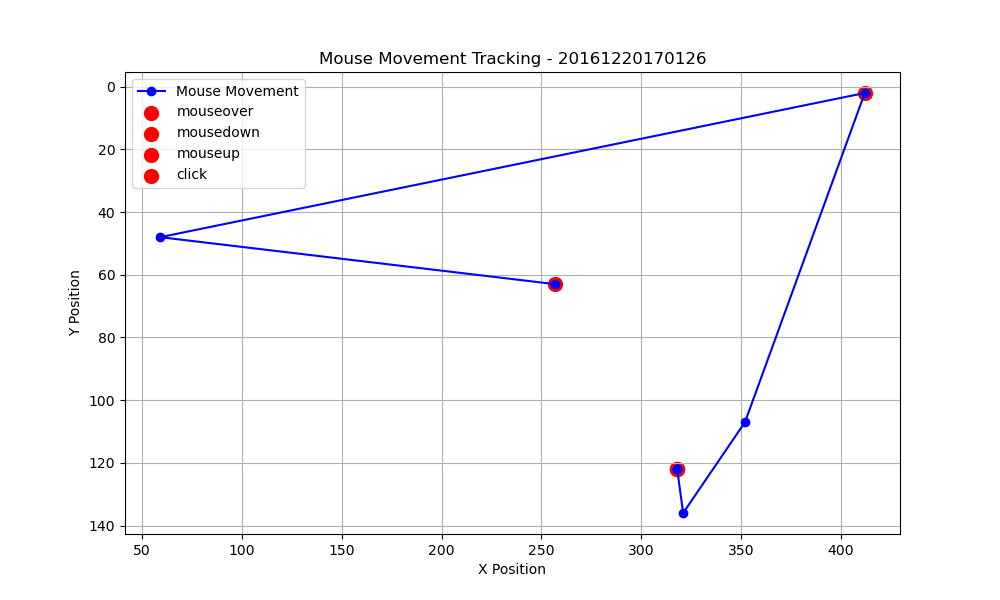 Mouse Movement Tracking - 20161220170126
Mouse Movement
mouseover
mousedown
mouseup
click
Y Position
0
20
40
60
80
100
120
140
50 100 150 200 250 300 350 400
X Position